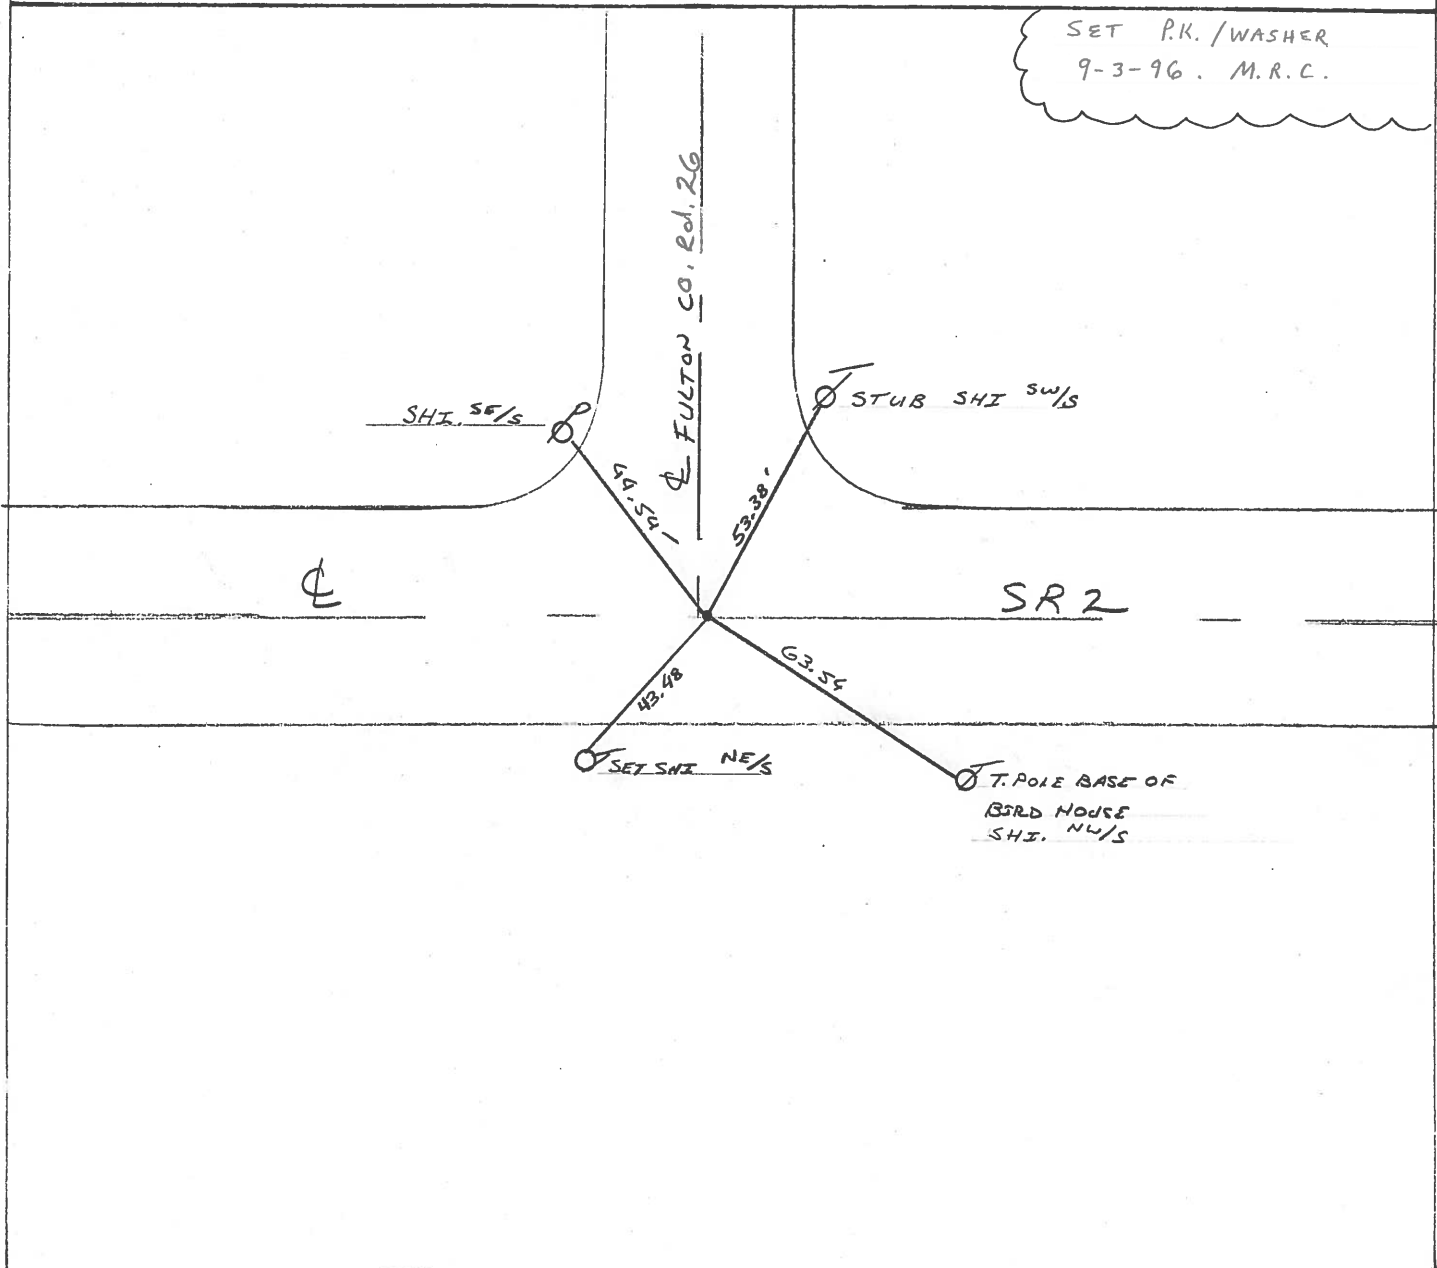 SET P.K. / WASHER
9-3-96. M.R.C.
℄ FULTON CO. Rd. 26
SHI. SE/S
P
T
STUB SHI SW/S
44.54'
53.38'
℄
SR 2
43.48
63.54
T
SET SHI NE/S
T
T. POLE BASE OF
BIRD HOUSE
SHI. NW/S